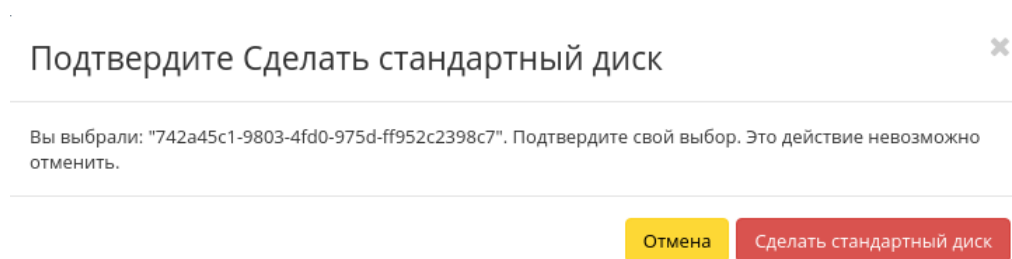 Подтвердите Сделать стандартный диск
Вы выбрали: "742a45c1-9803-4fd0-975d-ff952c2398c7". Подтвердите свой выбор. Это действие невозможно
отменить.
Отмена
Сделать стандартный диск